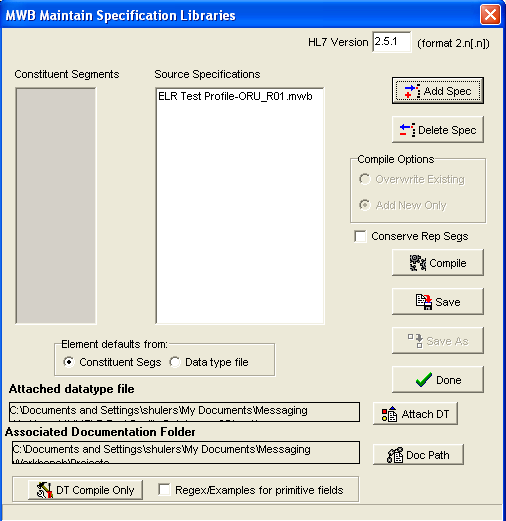 MWB Maintain Specification Libraries
HL7 Version 2.5.1 (format 2.n[.n])
Constituent Segments
Source Specifications
ELR Test Profile-ORU_R01.mwb
Add Spec
Delete Spec
Compile Options
Overwrite Existing
Add New Only
Conserve Rep Segs
Compile
Save
Save As
Done
Element defaults from:
Constituent Segs Data type file
Attached datatype file
C:\Documents and Settings\shulers\My Documents\Messaging
Attach DT
Associated Documentation Folder
C:\Documents and Settings\shulers\My Documents\Messaging
Workbench\Projects
Doc Path
DT Compile Only Regex/Examples for primitive fields